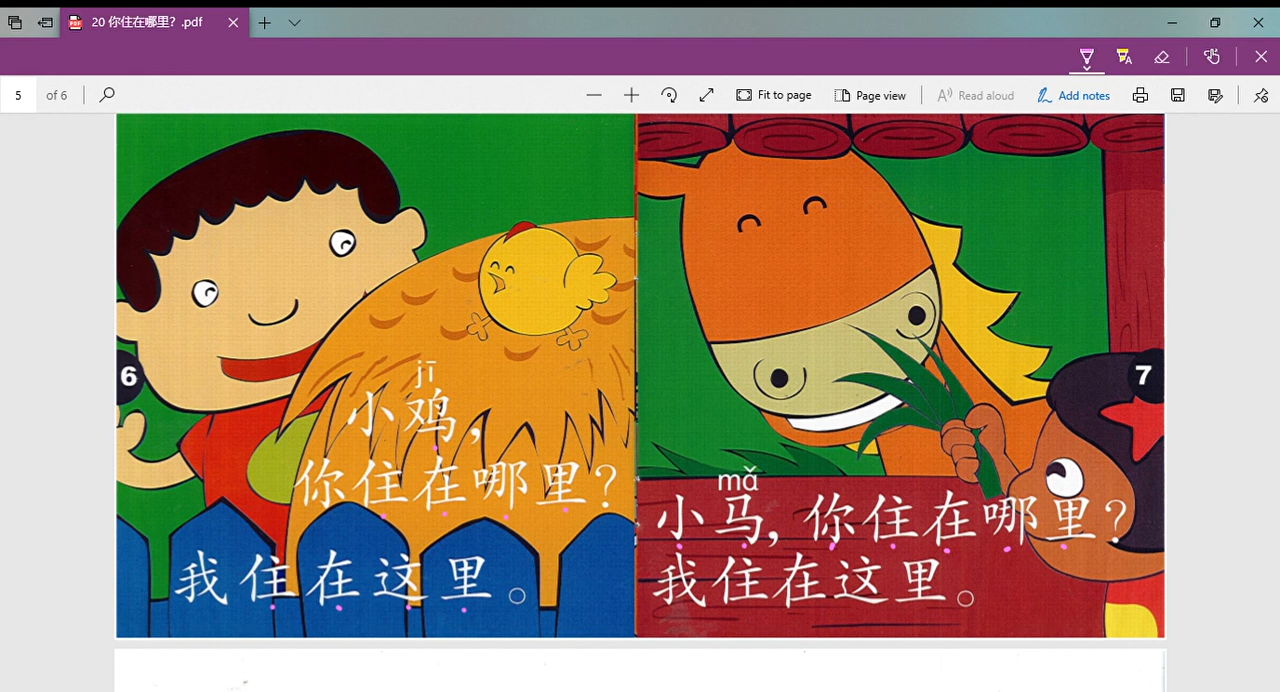 20 你住在哪里？.pdf
5 of 6
Fit to page
Page view
Read aloud
Add notes
6
jī
小鸡，
你住在哪里？
我住在这里。
7
mǎ
小马，你住在哪里？
我住在这里。